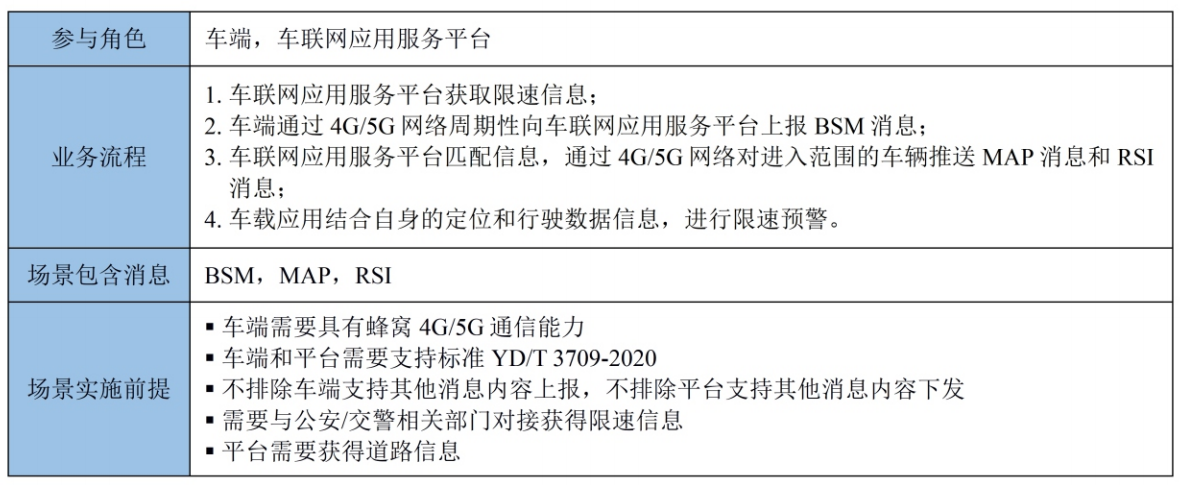 参与角色
车端，车联网应用服务平台
业务流程
1. 车联网应用服务平台获取限速信息；
2. 车端通过 4G/5G 网络周期性向车联网应用服务平台上报 BSM 消息；
3. 车联网应用服务平台匹配信息，通过 4G/5G 网络对进入范围的车辆推送 MAP 消息和 RSI
消息；
4. 车载应用结合自身的定位和行驶数据信息，进行限速预警。
场景包含消息
BSM，MAP，RSI
场景实施前提
▪ 车端需要具有蜂窝 4G/5G 通信能力
▪ 车端和平台需要支持标准 YD/T 3709-2020
▪ 不排除车端支持其他消息内容上报，不排除平台支持其他消息内容下发
▪ 需要与公安/交警相关部门对接获得限速信息
▪ 平台需要获得道路信息